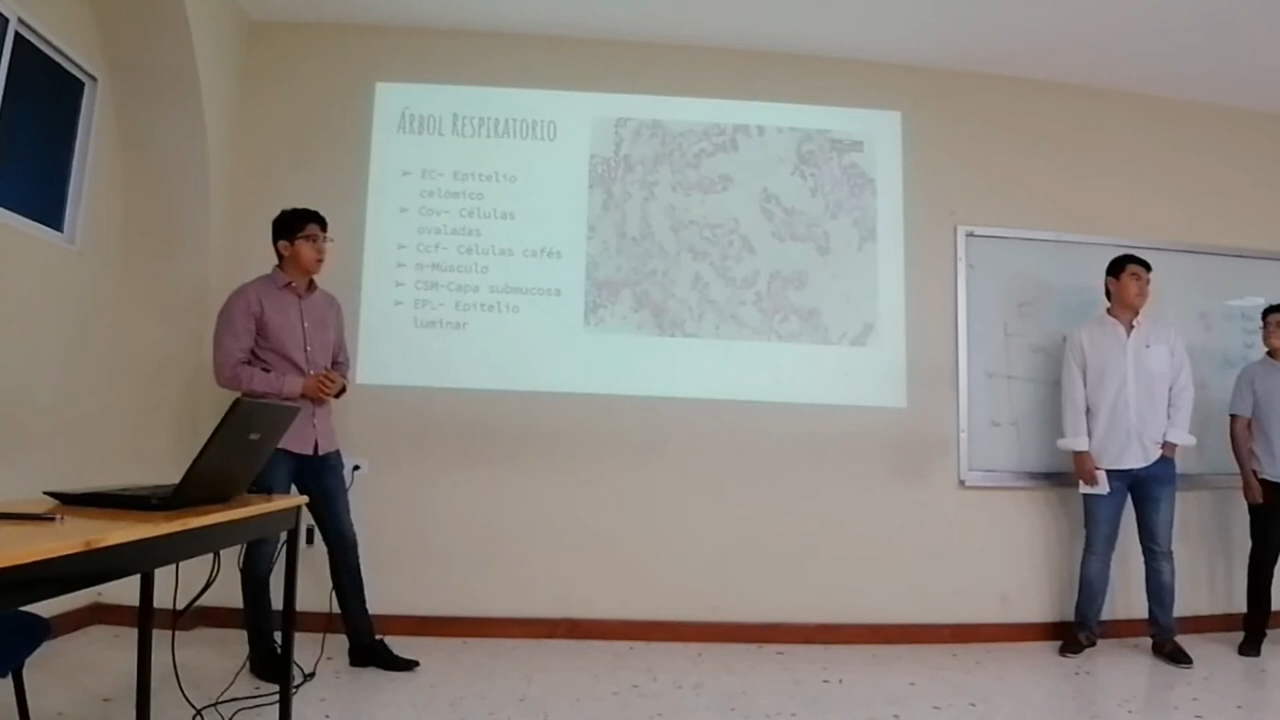 ÁRBOL RESPIRATORIO
➢ EC- Epitelio
celómico
➢ Cov- Células
ovaladas
➢ Ccf- Células cafés
➢ m-Músculo
➢ CSM-Capa submucosa
➢ EPL- Epitelio
luminar